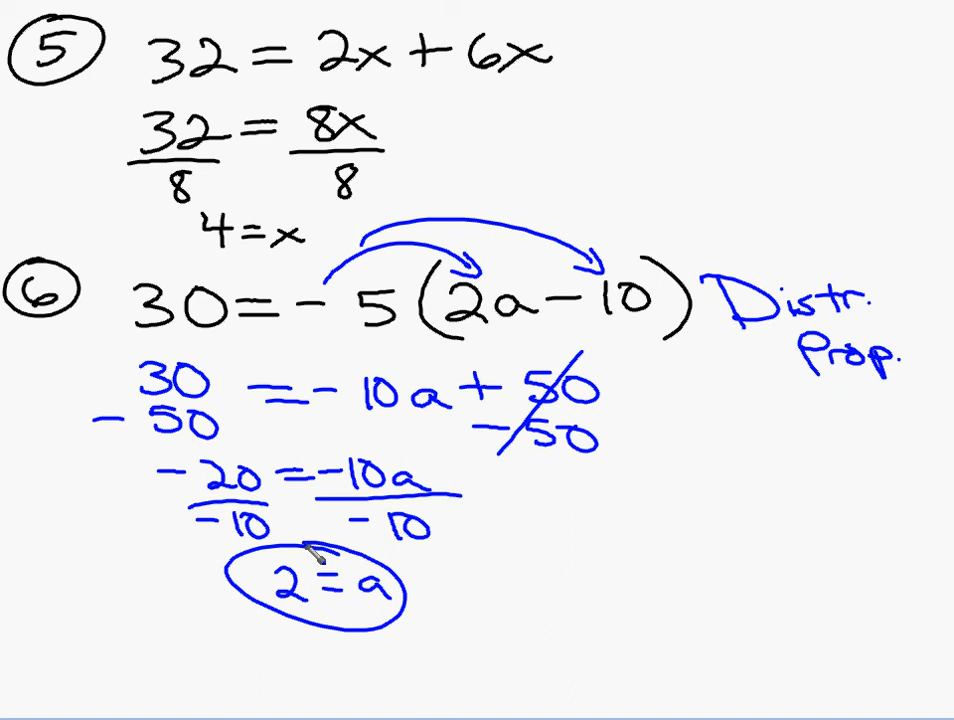 5 32 = 2x + 6x
32 = 8x
8 8
4 = x
6 30 = - 5 (2a - 10) Distr.
Prop.
30 = - 10a + 50
- 50 - 50
- 20 = - 10a
- 10 - 10
2 = a